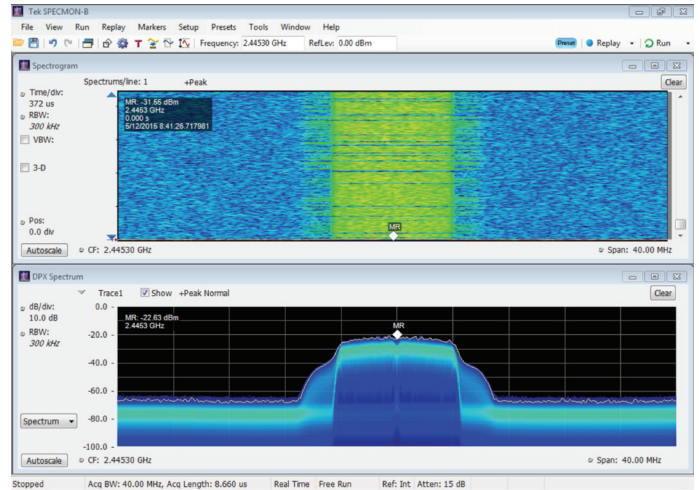 Tek SPECMON-B
File View Run Replay Markers Setup Presets Tools Window Help
Frequency: 2.44530 GHz RefLev: 0.00 dBm Preset Replay Run
Spectrogram
Spectrums/line: 1 +Peak Clear
Time/div:
372 us
RBW:
300 kHz
VBW:
3-D
Pos:
0.0 div
Autoscale
MR: -31.55 dBm
2.4453 GHz
0.000 s
5/12/2015 8:41:26.717981
MR
CF: 2.44530 GHz Span: 40.00 MHz
DPX Spectrum
Trace1 Show +Peak Normal Clear
dB/div:
10.0 dB
RBW:
300 kHz
Spectrum
Autoscale
0.0
-20.0
-40.0
-60.0
-80.0
-100.0
MR: -22.63 dBm
2.4453 GHz
MR
CF: 2.44530 GHz Span: 40.00 MHz
Stopped Acq BW: 40.00 MHz, Acq Length: 8.660 us Real Time Free Run Ref: Int Atten: 15 dB